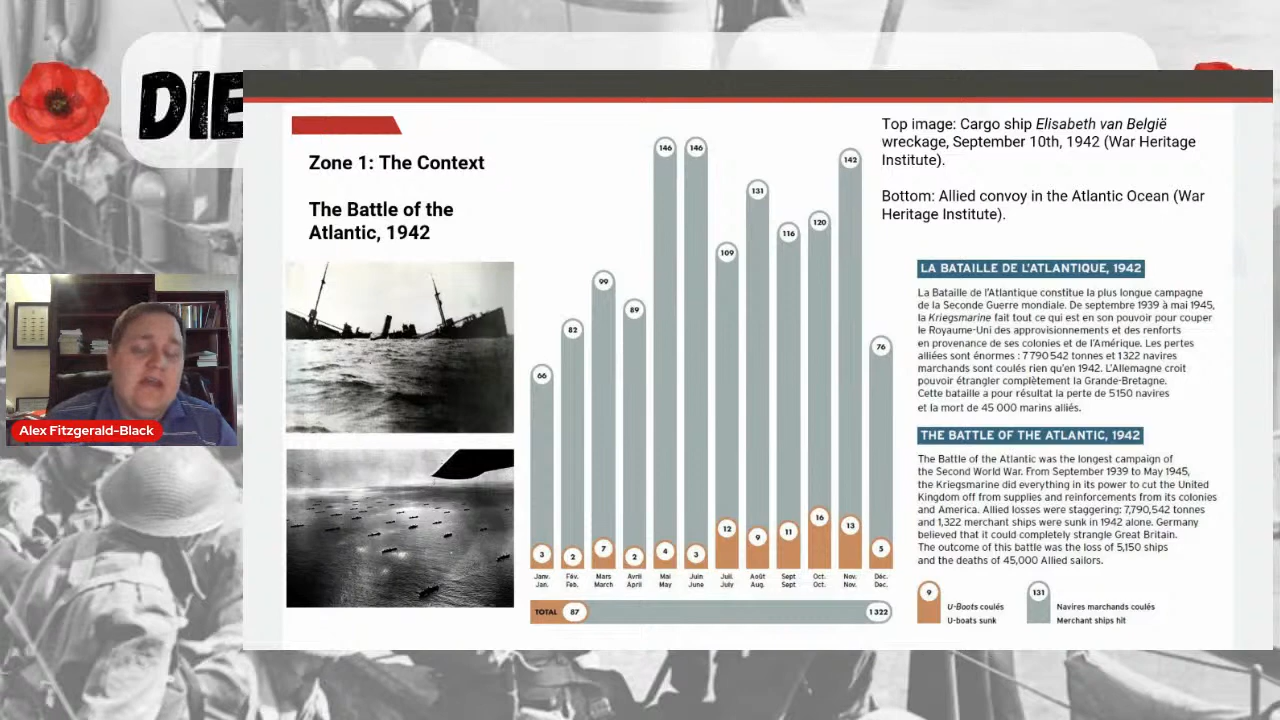 DIE
Zone 1: The Context
The Battle of the
Atlantic, 1942
Alex Fitzgerald-Black
146
146
142
131
120
116
109
99
89
82
76
66
3
2
7
2
4
3
12
9
11
16
13
5
Janv. Fév. Mars Avril Mai Juin Juil. Août Sept Oct. Nov. Déc.
Jan. Feb. March April May June July Aug. Sept Oct. Nov. Dec.
TOTAL 87 1 322
Top image: Cargo ship Elisabeth van België
wreckage, September 10th, 1942 (War Heritage
Institute).
Bottom: Allied convoy in the Atlantic Ocean (War
Heritage Institute).
LA BATAILLE DE L'ATLANTIQUE, 1942
La Bataille de l'Atlantique constitue la plus longue campagne
de la Seconde Guerre mondiale. De septembre 1939 à mai 1945,
la Kriegsmarine fait tout ce qui est en son pouvoir pour couper
le Royaume-Uni des approvisionnements et des renforts
en provenance de ses colonies et de l'Amérique. Les pertes
alliées sont énormes : 7 790 542 tonnes et 1 322 navires
marchands sont coulés rien qu'en 1942. L'Allemagne croit
pouvoir étrangler complètement la Grande-Bretagne.
Cette bataille a pour résultat la perte de 5 150 navires
et la mort de 45 000 marins alliés.
THE BATTLE OF THE ATLANTIC, 1942
The Battle of the Atlantic was the longest campaign of
the Second World War. From September 1939 to May 1945,
the Kriegsmarine did everything in its power to cut the United
Kingdom off from supplies and reinforcements from its colonies
and America. Allied losses were staggering: 7,790,542 tonnes
and 1,322 merchant ships were sunk in 1942 alone. Germany
believed that it could completely strangle Great Britain.
The outcome of this battle was the loss of 5,150 ships
and the deaths of 45,000 Allied sailors.
9
U-Boots coulés
U-boats sunk
131
Navires marchands coulés
Merchant ships hit